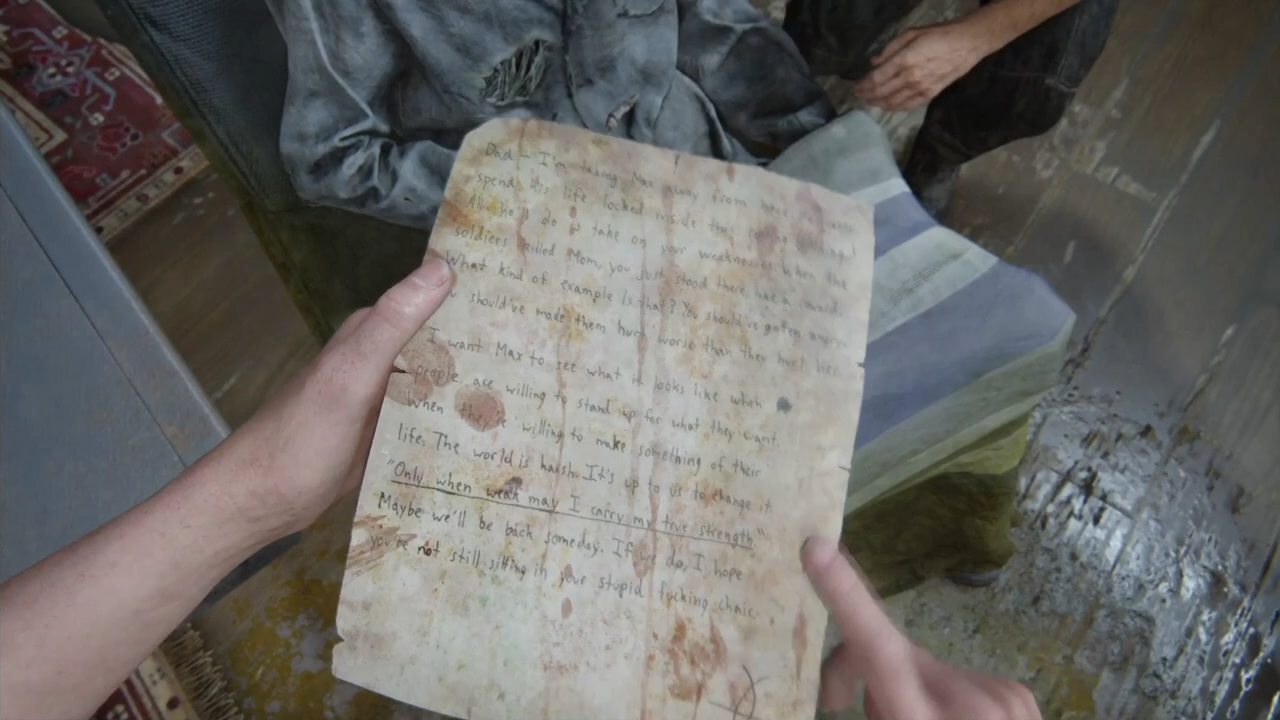 Dad - I'm taking Max away from here
spend his life locked inside that
All he'll do is take on your weaknesses. When the
soldiers killed Mom, you just stood there like a coward.
What kind of example is that? You should've gotten angry.
should've made them hurt worse than they hurt her.
I want Max to see what it looks like when
people are willing to stand up for what they want.
When they're willing to make something of their
life. The world is harsh. It's up to us to change it.
"Only when weak may I carry my true strength."
Maybe we'll be back someday. If we do, I hope
you're not still sitting in your stupid fucking chair.